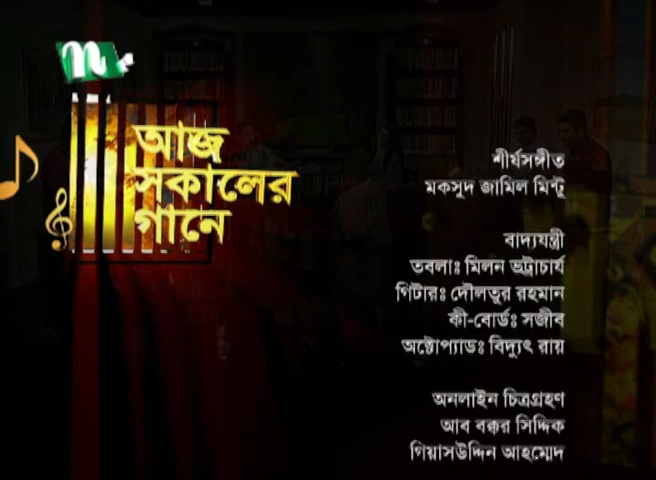 আজ
সকালের
গানে
শীর্ষসঙ্গীত
মকসুদ জামিল মিন্টু
বাদ্যযন্ত্রী
তবলাঃ মিলন ভট্রাচার্য
গিটারঃ দৌলতুর রহমান
কী-বোর্ডঃ সজীব
অক্টোপ্যাডঃ বিদ্যুৎ রায়
অনলাইন চিত্রগ্রহণ
আব বক্কর সিদ্দিক
গিয়াসউদ্দিন আহম্মেদ